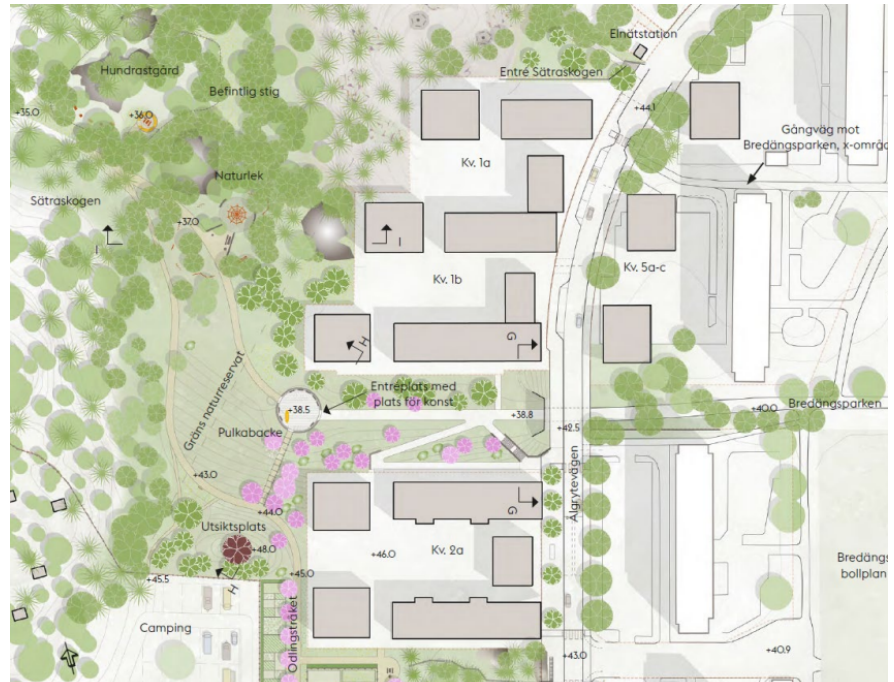 Elnätstation
Hundrastgård
Entré Sätraskogen
Befintlig stig
+35.0
+36.0
+44.1
Gångväg mot
Bredängsparken, x-områd
Kv. 1a
Naturlek
Sätraskogen
+37.0
I
I
Kv. 1b
Kv. 5a-c
H
G
Entréplats med
plats för konst
+38.5
+38.8
+40.0
Bredängsparken
Pulkabacke
+42.5
Gräns naturreservat
+43.0
+44.0
G
Älgrytevägen
Utsiktsplats
+48.0
+46.0
Kv. 2a
Bredängs
bollplan
+45.5
+45.0
H
Camping
Odlingstråket
+43.0
+40.9